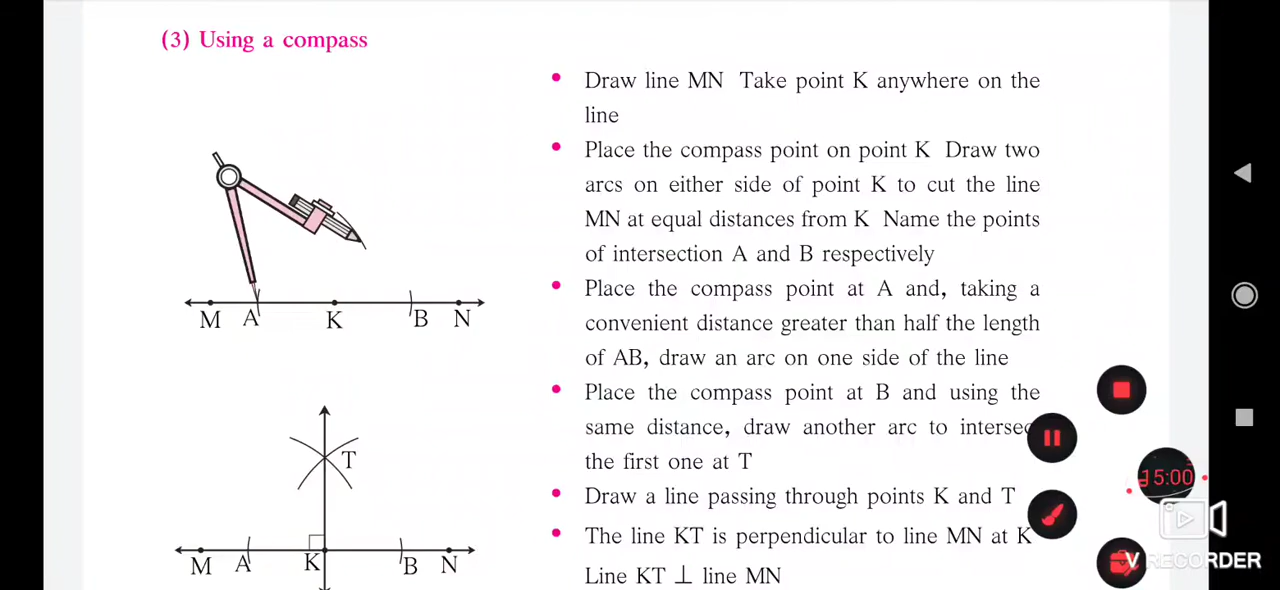 (3) Using a compass
Draw line MN Take point K anywhere on the
line
Place the compass point on point K Draw two
arcs on either side of point K to cut the line
MN at equal distances from K Name the points
of intersection A and B respectively
Place the compass point at A and, taking a
convenient distance greater than half the length
of AB, draw an arc on one side of the line
Place the compass point at B and using the
same distance, draw another arc to intersec
the first one at T
Draw a line passing through points K and T
The line KT is perpendicular to line MN at K
Line KT ⊥ line MN
M A K B N
T
M A K B N
15:00
V RECORDER